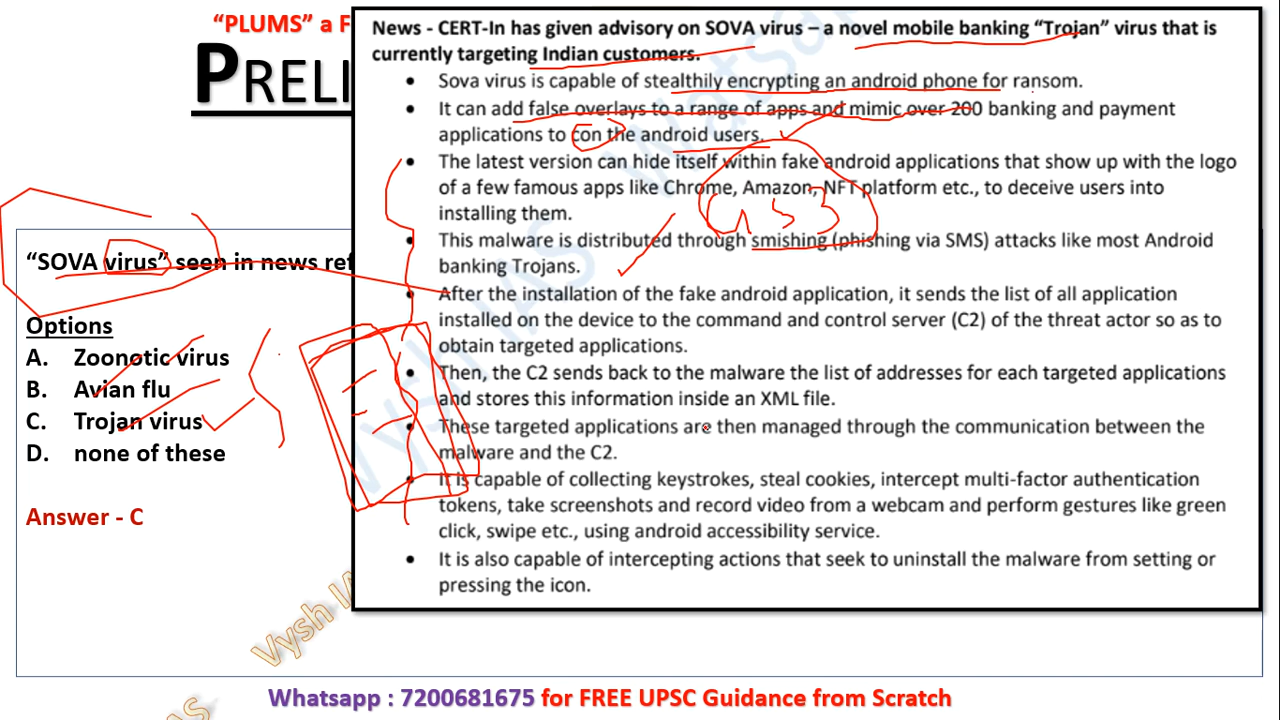 “PLUMS” a F
PRELI
“SOVA virus” seen in news ref
Options
A. Zoonotic virus
B. Avian flu
C. Trojan virus
D. none of these
Answer - C
News - CERT-In has given advisory on SOVA virus – a novel mobile banking “Trojan” virus that is
currently targeting Indian customers.
• Sova virus is capable of stealthily encrypting an android phone for ransom.
• It can add false overlays to a range of apps and mimic over 200 banking and payment
applications to con the android users.
• The latest version can hide itself within fake android applications that show up with the logo
of a few famous apps like Chrome, Amazon, NFT platform etc., to deceive users into
installing them.
• This malware is distributed through smishing (phishing via SMS) attacks like most Android
banking Trojans.
• After the installation of the fake android application, it sends the list of all application
installed on the device to the command and control server (C2) of the threat actor so as to
obtain targeted applications.
• Then, the C2 sends back to the malware the list of addresses for each targeted applications
and stores this information inside an XML file.
• These targeted applications are then managed through the communication between the
malware and the C2.
• It is capable of collecting keystrokes, steal cookies, intercept multi-factor authentication
tokens, take screenshots and record video from a webcam and perform gestures like green
click, swipe etc., using android accessibility service.
• It is also capable of intercepting actions that seek to uninstall the malware from setting or
pressing the icon.
GS3
Vysh IAS
Vysh IA
Whatsapp : 7200681675 for FREE UPSC Guidance from Scratch